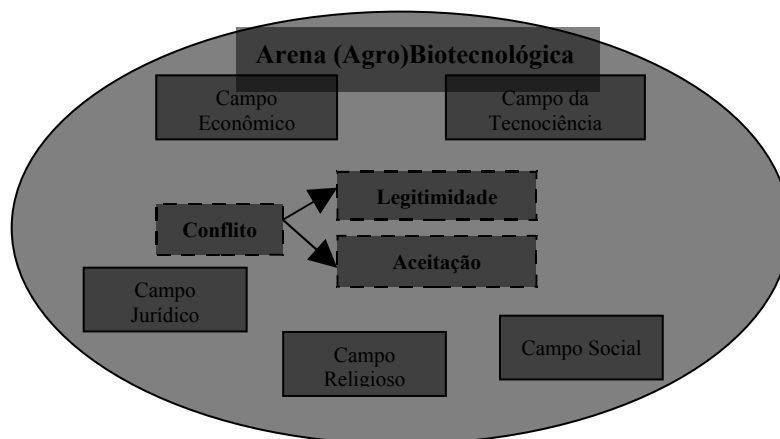 Arena (Agro)Biotecnológica
Campo
Econômico
Campo da
Tecnociência
Legitimidade
Conflito
Aceitação
Campo
Jurídico
Campo
Religioso
Campo Social